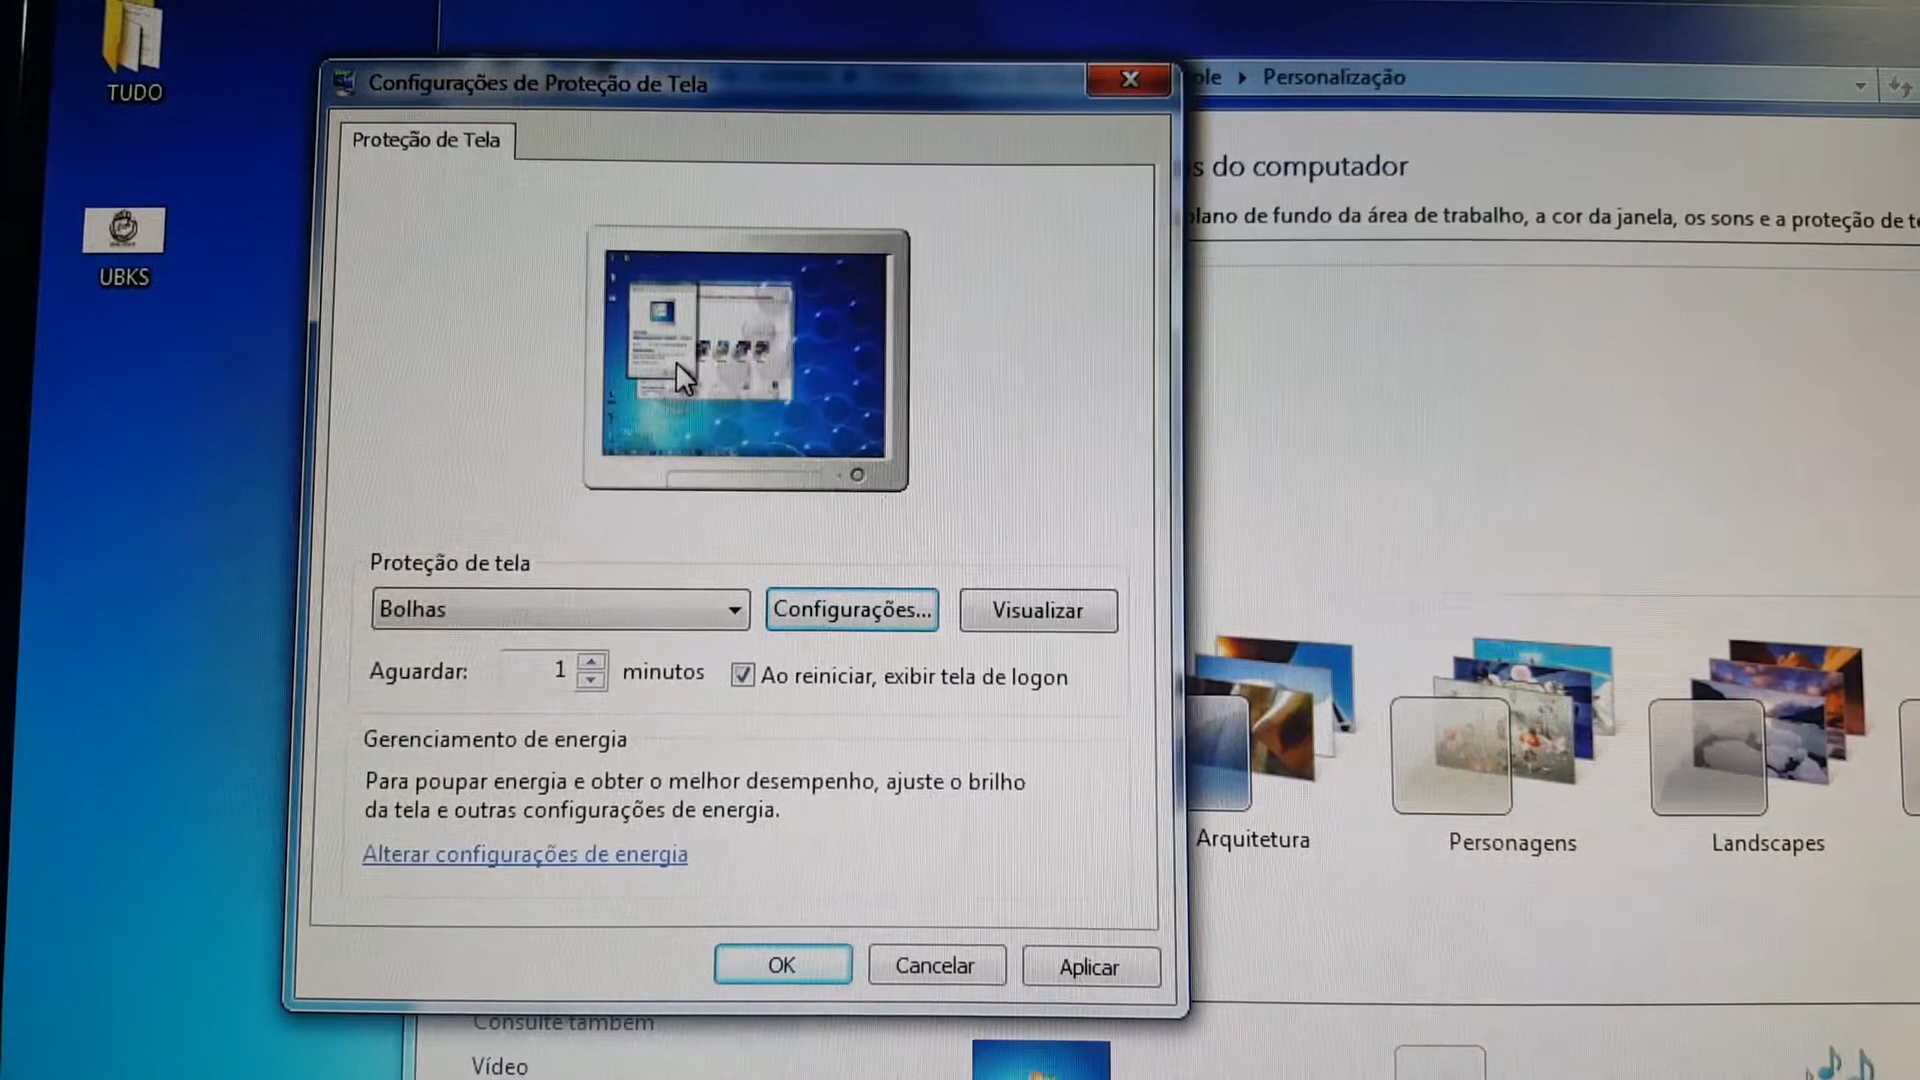 TUDO
UBKS
Configurações de Proteção de Tela
Personalização
Proteção de Tela
s do computador
plano de fundo da área de trabalho, a cor da janela, os sons e a proteção de te
Proteção de tela
Bolhas
Configurações...
Visualizar
Aguardar:
1
minutos
Ao reiniciar, exibir tela de logon
Gerenciamento de energia
Para poupar energia e obter o melhor desempenho, ajuste o brilho
da tela e outras configurações de energia.
Alterar configurações de energia
Arquitetura
Personagens
Landscapes
OK
Cancelar
Aplicar
Consulte também
Vídeo